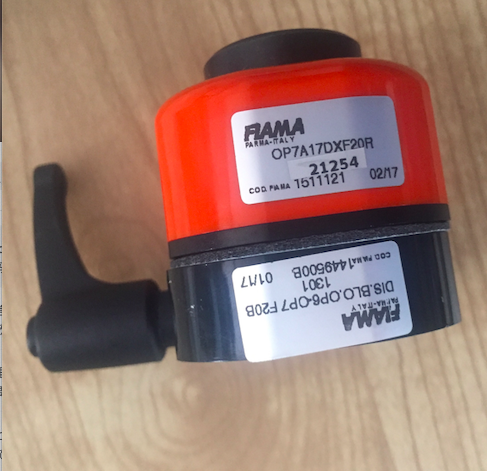 FIAMA
PARMA-ITALY
OP7A17DXF20R
21254
COD. FIAMA 1511121 02/17
FIAMA
PARMA-ITALY
DIS.BLO.OP6-OP7 F20B
1301
COD. FIAMA 1449500B 01/17